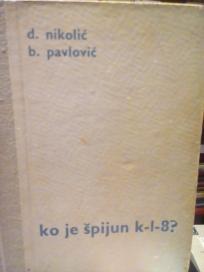 d. nikolić
b. pavlović
ko je špijun k-l-8?